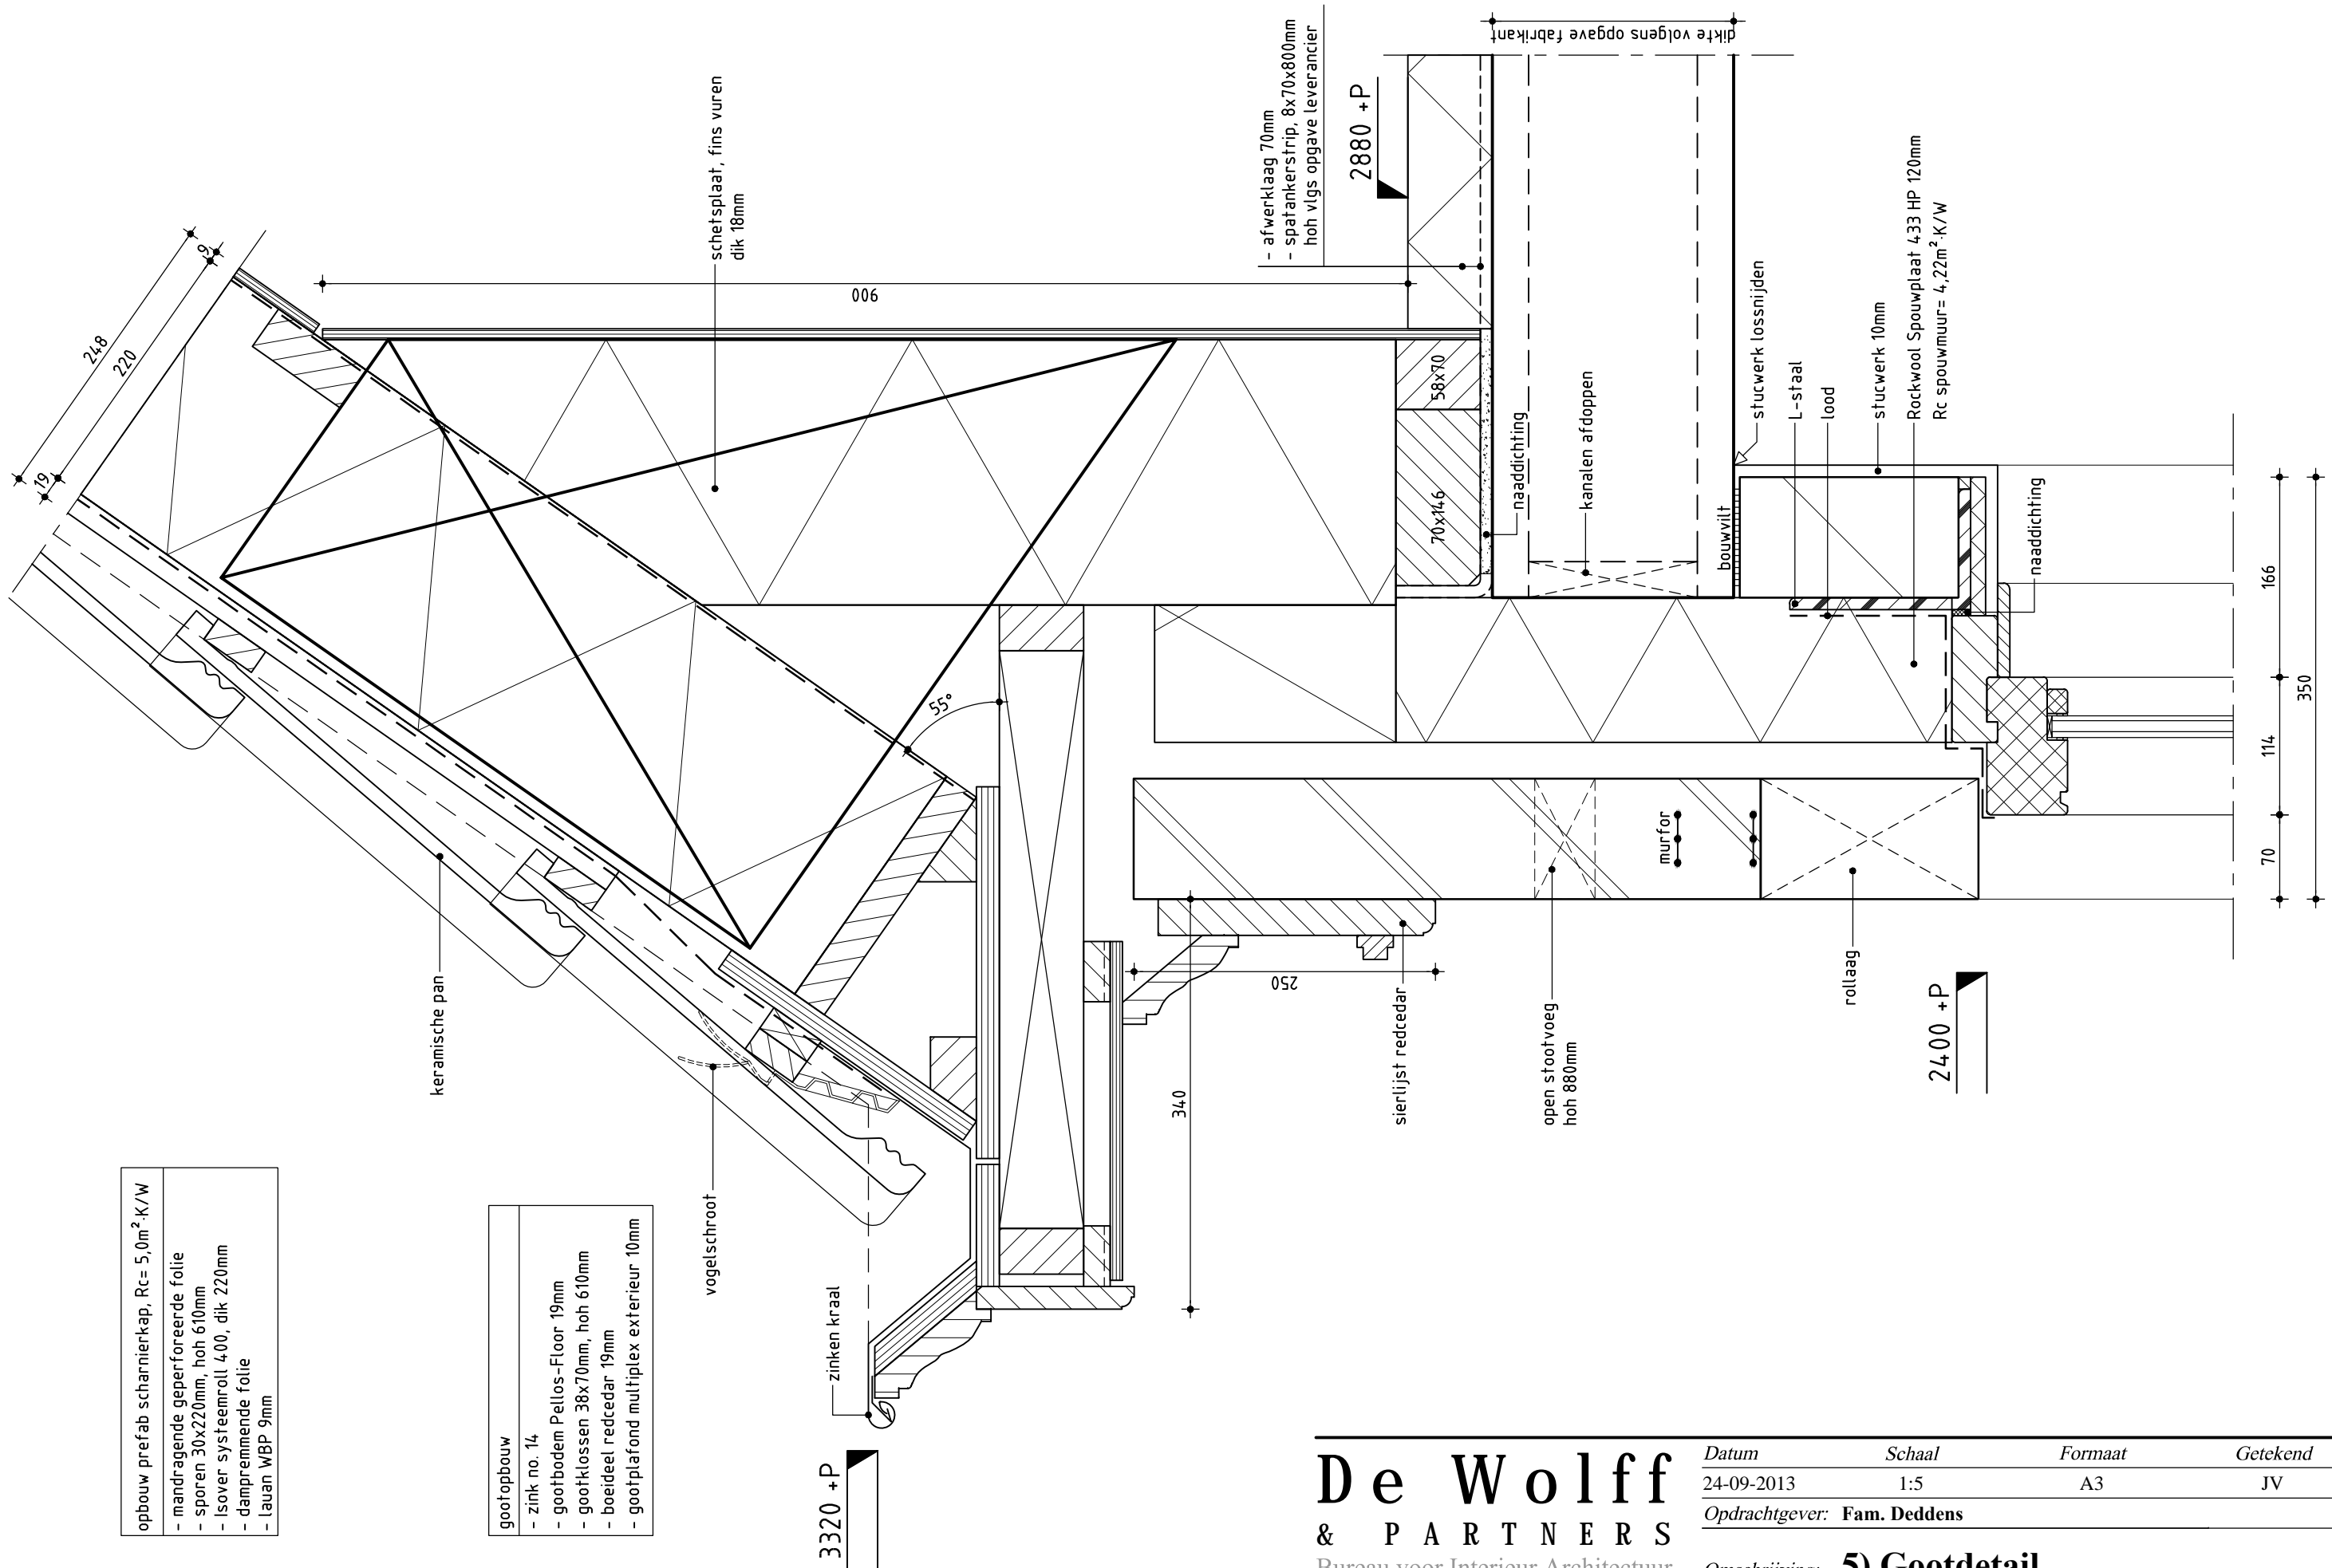 opbouw prefab scharnierkap, Rc= 5,0m²·K/W
- mandragende geperforeerde folie
- sporen 30x220mm, hoh 610mm
- Isover systeemroll 400, dik 220mm
- dampremmende folie
- lauan WBP 9mm
gootopbouw
- zink no. 14
- gootbodem Pellos-Floor 19mm
- gootklossen 38x70mm, hoh 610mm
- boeideel redcedar 19mm
- gootplafond multiplex exterieur 10mm
248
220
19
9
keramische pan
vogelschroot
zinken kraal
3320 +P
schetsplaat, fins vuren
dik 18mm
900
55°
340
250
- afwerklaag 70mm
- spatankerstrip, 8x70x800mm
hoh vlgs opgave leverancier
2880 +P
dikte volgens opgave fabrikant
58x70
70x146
naaddichting
kanalen afdoppen
bouwvilt
stucwerk lossnijden
L-staal
lood
stucwerk 10mm
Rockwool Spouwplaat 433 HP 120mm
Rc spouwmuur= 4,22m²·K/W
naaddichting
murfor
sierlijst redcedar
open stootvoeg
hoh 880mm
rollaag
2400 +P
166
114
70
350
De Wolff
& PARTNERS
Bureau voor Interieur Architectuur
Datum Schaal Formaat Getekend
24-09-2013 1:5 A3 JV
Opdrachtgever: Fam. Deddens
Omschrijving: 5) Gootdetail